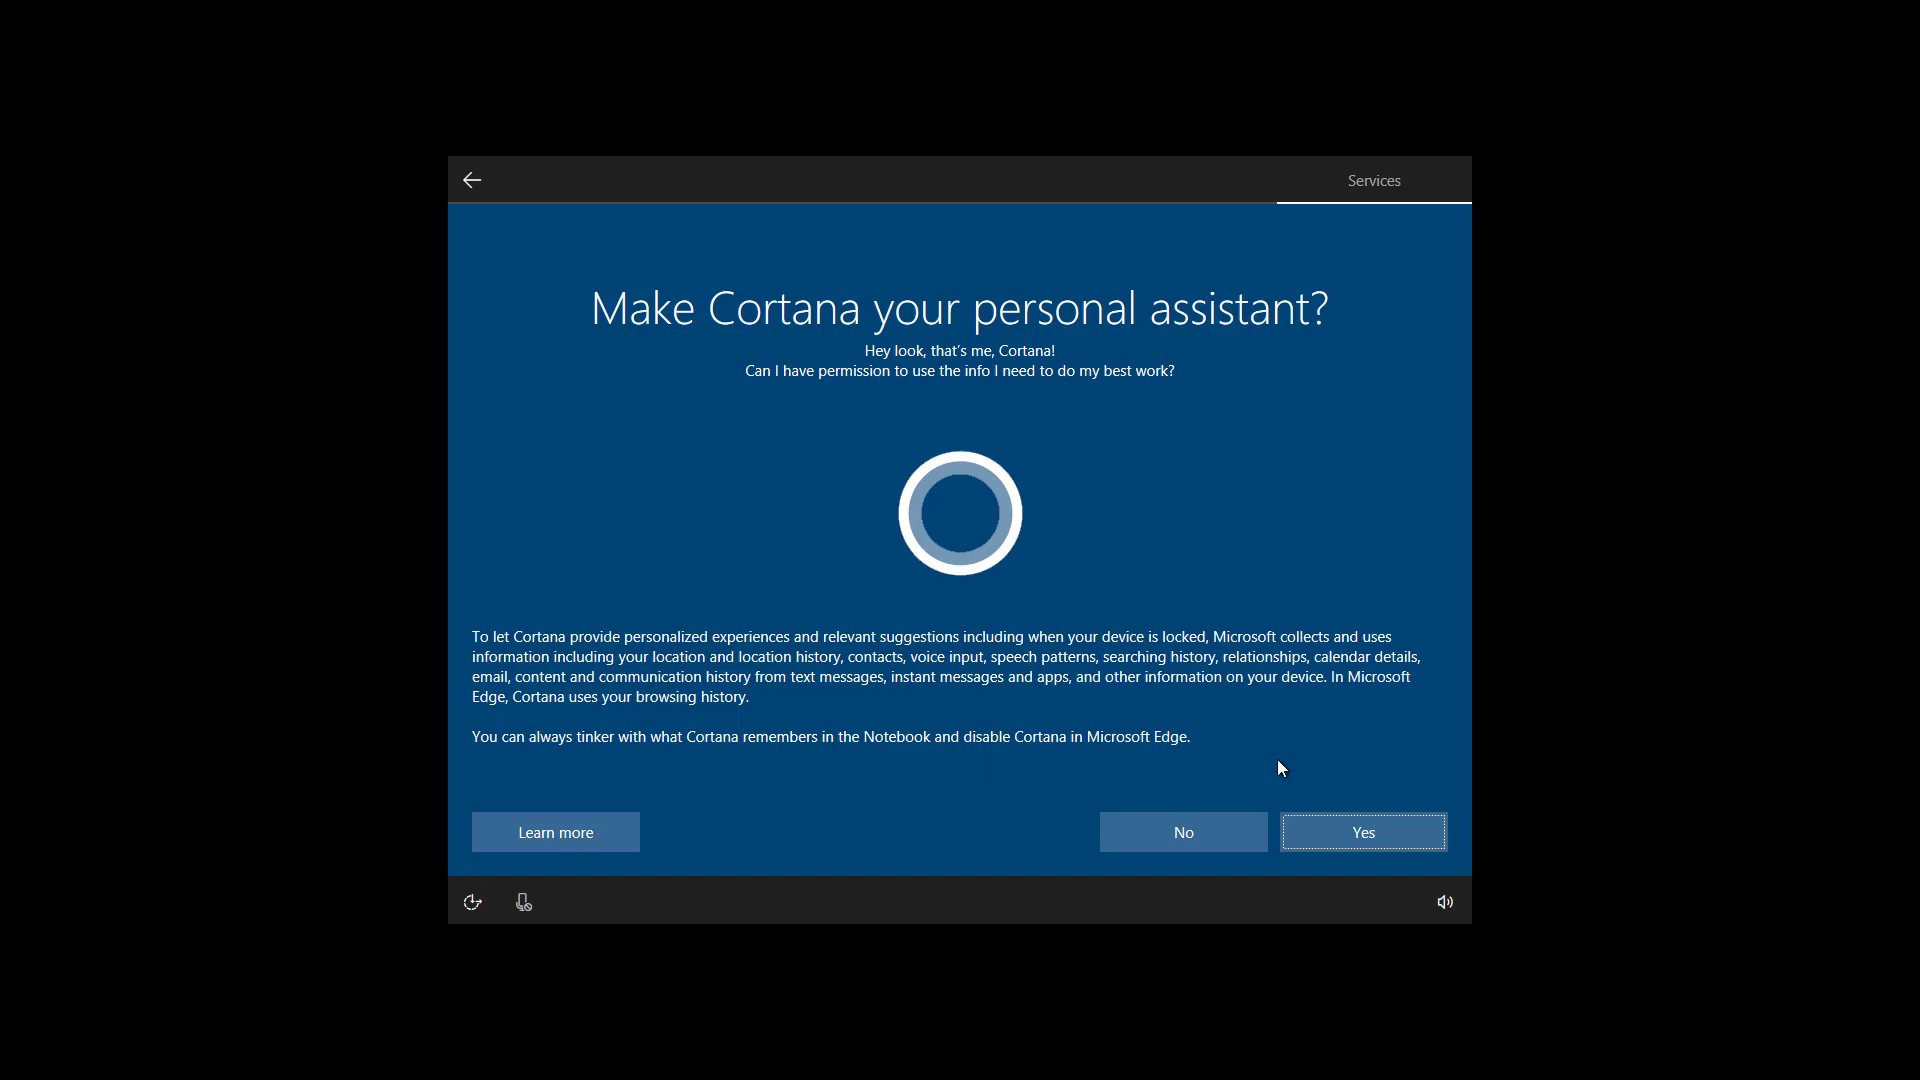 Services
Make Cortana your personal assistant?
Hey look, that's me, Cortana!
Can I have permission to use the info I need to do my best work?
To let Cortana provide personalized experiences and relevant suggestions including when your device is locked, Microsoft collects and uses
information including your location and location history, contacts, voice input, speech patterns, searching history, relationships, calendar details,
email, content and communication history from text messages, instant messages and apps, and other information on your device. In Microsoft
Edge, Cortana uses your browsing history.
You can always tinker with what Cortana remembers in the Notebook and disable Cortana in Microsoft Edge.
Learn more
No
Yes